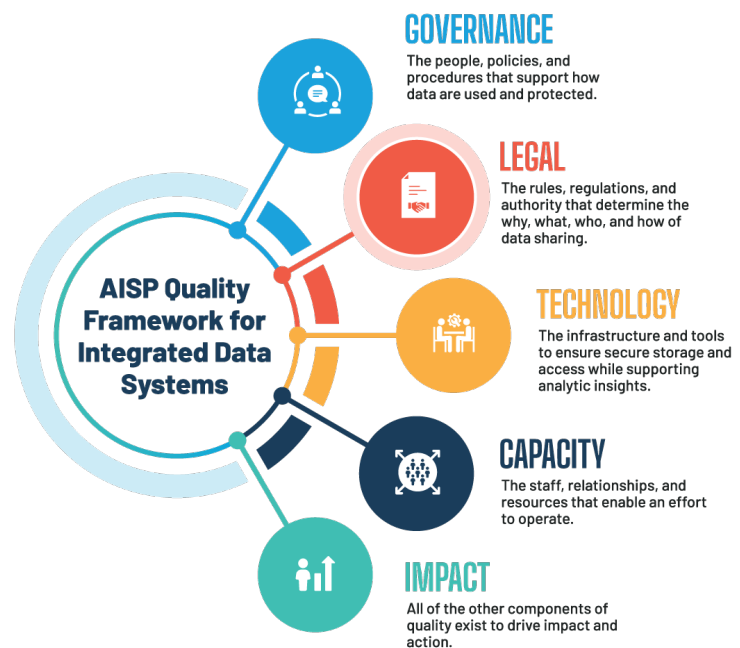 GOVERNANCE
The people, policies, and
procedures that support how
data are used and protected.
LEGAL
The rules, regulations, and
authority that determine the
why, what, who, and how of
data sharing.
AISP Quality
Framework for
Integrated Data
Systems
TECHNOLOGY
The infrastructure and tools
to ensure secure storage and
access while supporting
analytic insights.
CAPACITY
The staff, relationships, and
resources that enable an effort
to operate.
IMPACT
All of the other components of
quality exist to drive impact and
action.